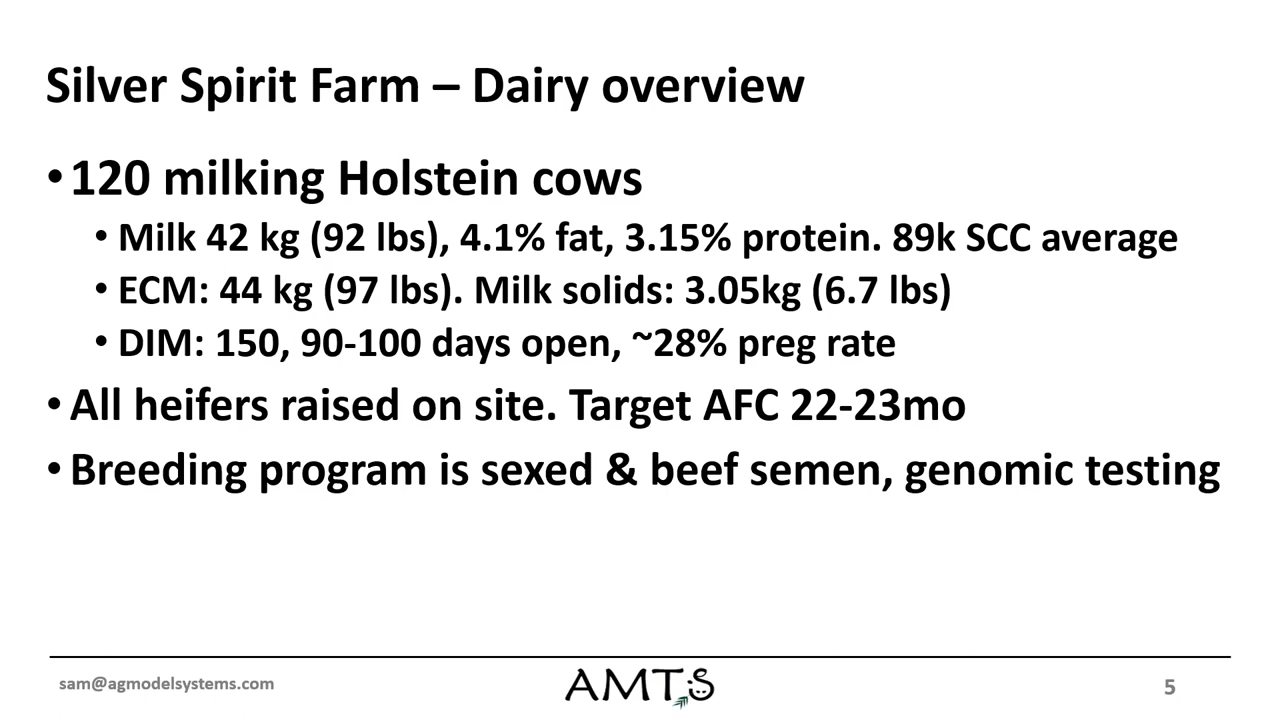 Silver Spirit Farm – Dairy overview
•120 milking Holstein cows
• Milk 42 kg (92 lbs), 4.1% fat, 3.15% protein. 89k SCC average
• ECM: 44 kg (97 lbs). Milk solids: 3.05kg (6.7 lbs)
• DIM: 150, 90-100 days open, ~28% preg rate
•All heifers raised on site. Target AFC 22-23mo
•Breeding program is sexed & beef semen, genomic testing
sam@agmodelsystems.com
AMTS
5